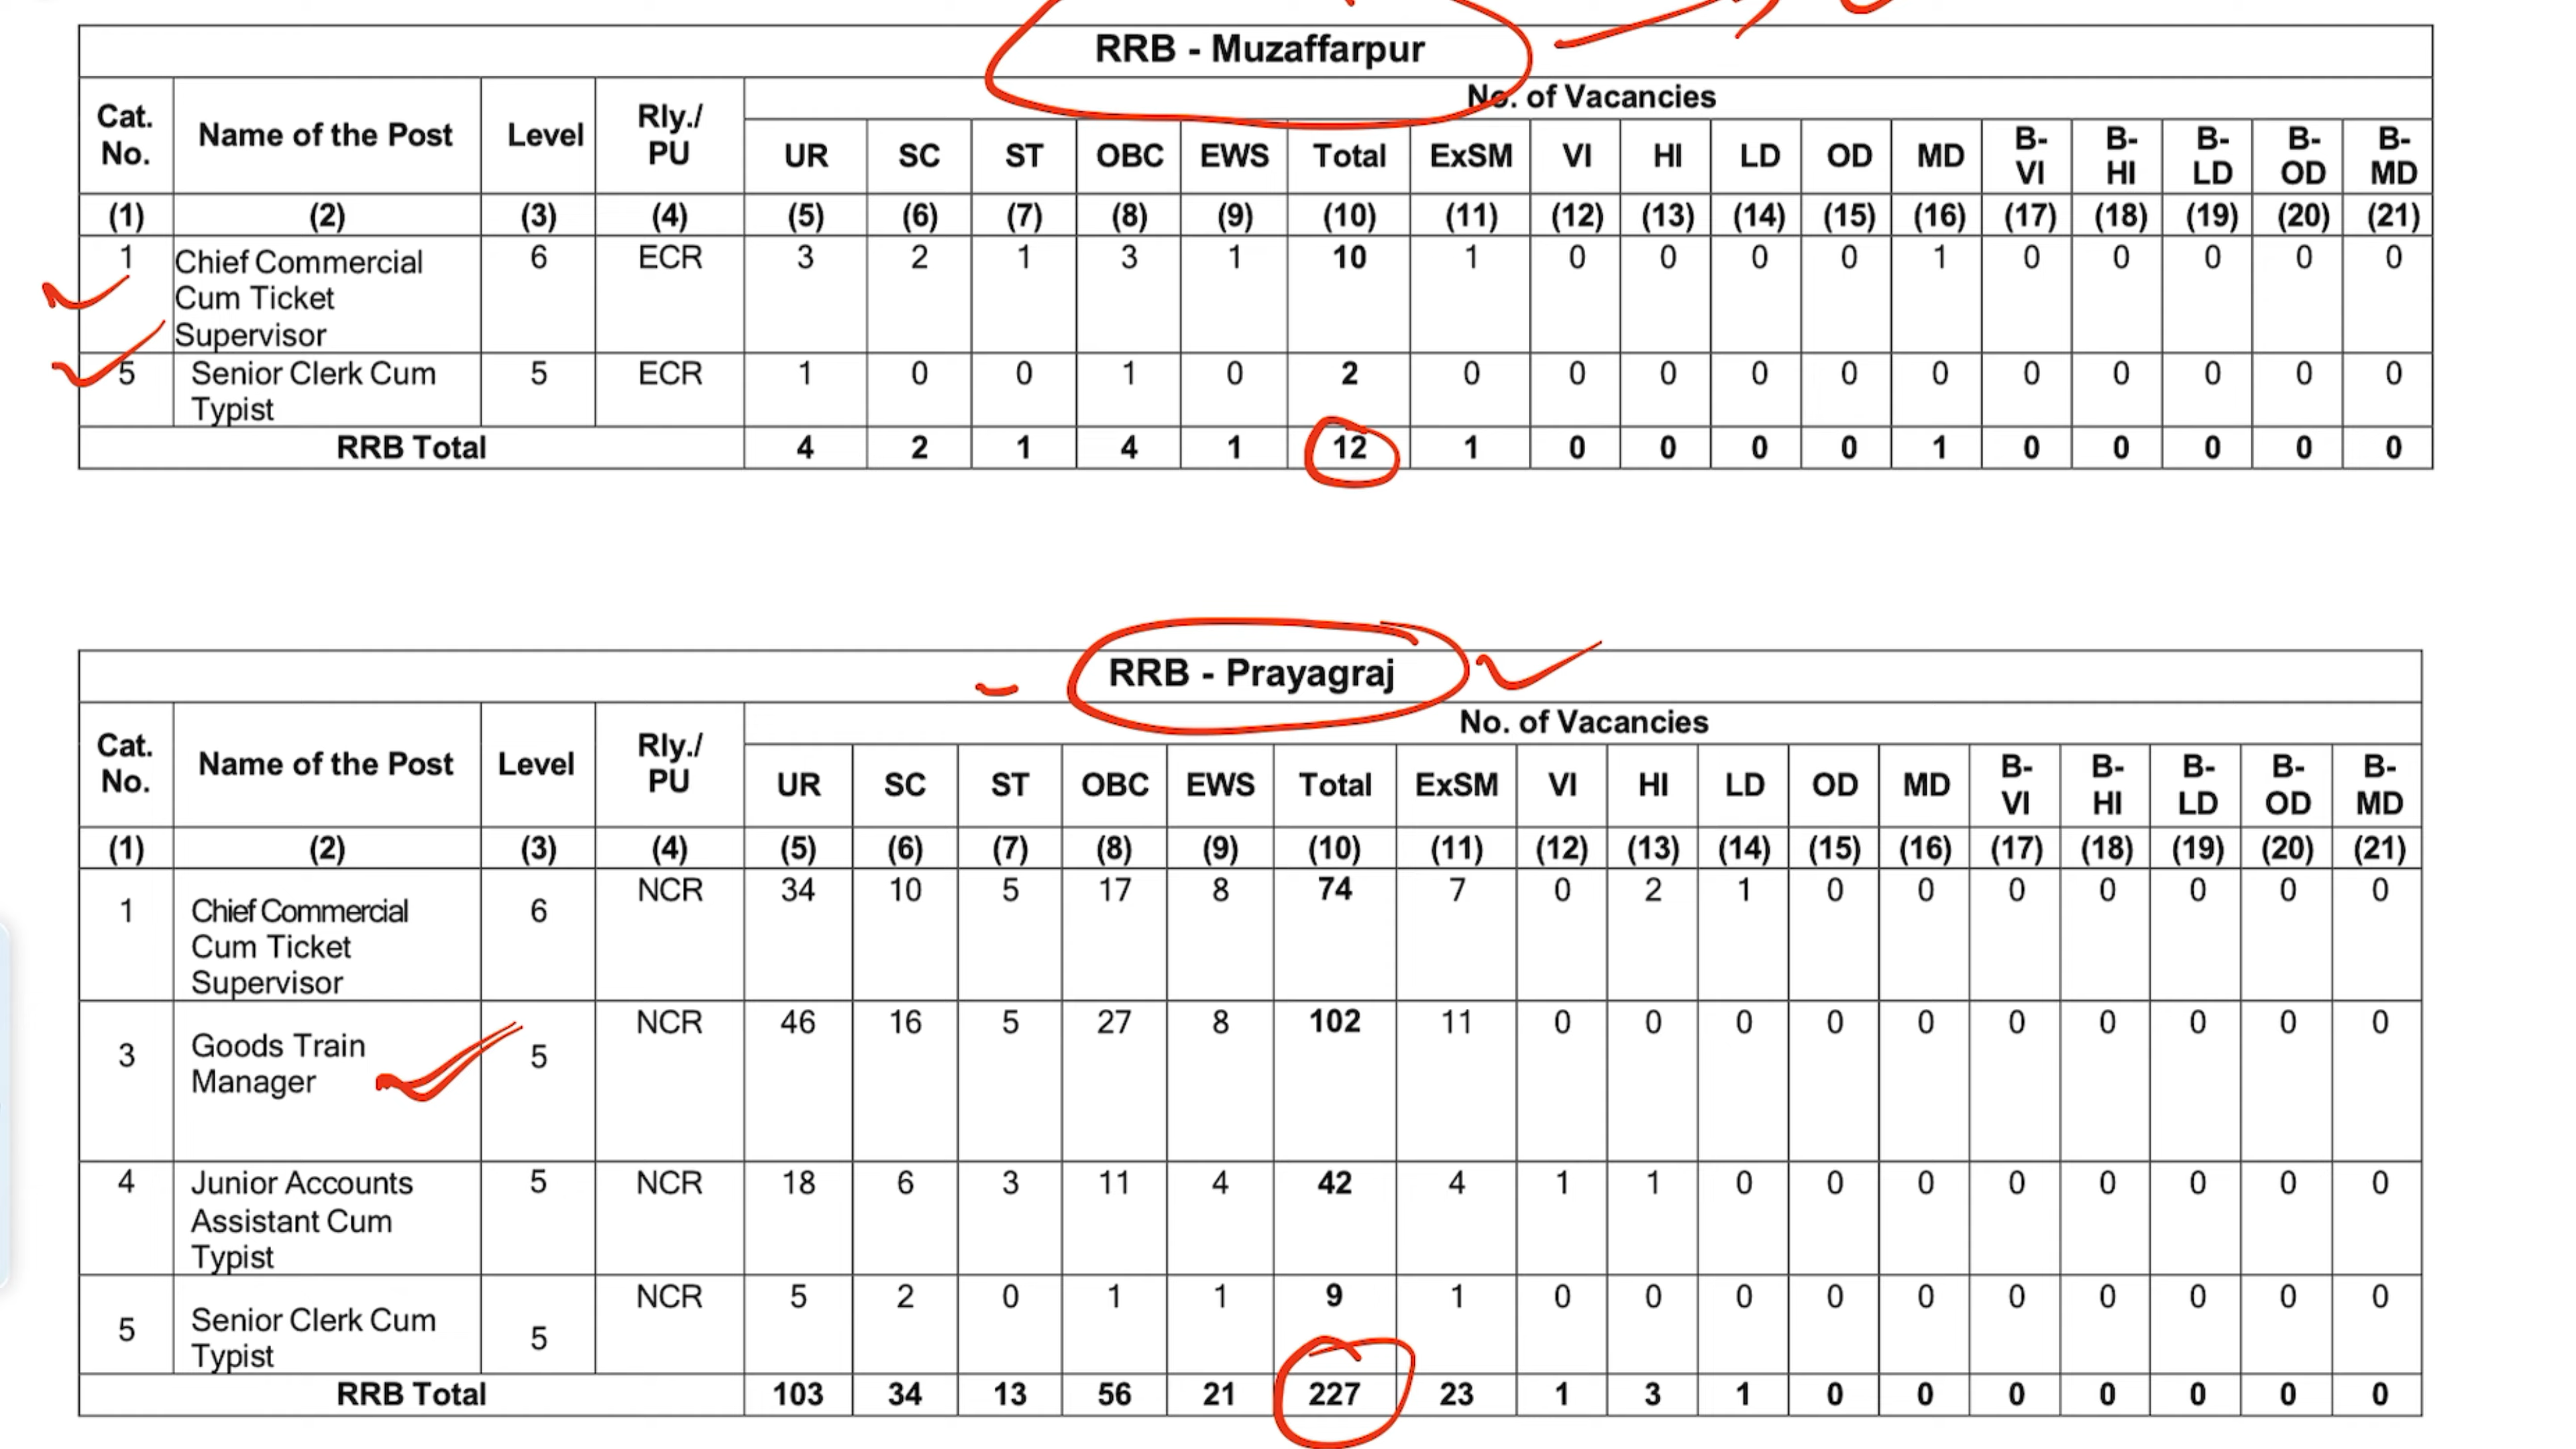 RRB - Muzaffarpur
Cat. No. Name of the Post Level Rly./ PU No. of Vacancies
UR SC ST OBC EWS Total ExSM VI HI LD OD MD B-VI B-HI B-LD B-OD B-MD
(1) (2) (3) (4) (5) (6) (7) (8) (9) (10) (11) (12) (13) (14) (15) (16) (17) (18) (19) (20) (21)
1 Chief Commercial Cum Ticket Supervisor 6 ECR 3 2 1 3 1 10 1 0 0 0 0 1 0 0 0 0 0
5 Senior Clerk Cum Typist 5 ECR 1 0 0 1 0 2 0 0 0 0 0 0 0 0 0 0 0
RRB Total 4 2 1 4 1 12 1 0 0 0 0 1 0 0 0 0 0
RRB - Prayagraj
Cat. No. Name of the Post Level Rly./ PU No. of Vacancies
UR SC ST OBC EWS Total ExSM VI HI LD OD MD B-VI B-HI B-LD B-OD B-MD
(1) (2) (3) (4) (5) (6) (7) (8) (9) (10) (11) (12) (13) (14) (15) (16) (17) (18) (19) (20) (21)
1 Chief Commercial Cum Ticket Supervisor 6 NCR 34 10 5 17 8 74 7 0 2 1 0 0 0 0 0 0 0
3 Goods Train Manager 5 NCR 46 16 5 27 8 102 11 0 0 0 0 0 0 0 0 0 0
4 Junior Accounts Assistant Cum Typist 5 NCR 18 6 3 11 4 42 4 1 1 0 0 0 0 0 0 0 0
5 Senior Clerk Cum Typist 5 NCR 5 2 0 1 1 9 1 0 0 0 0 0 0 0 0 0 0
RRB Total 103 34 13 56 21 227 23 1 3 1 0 0 0 0 0 0 0